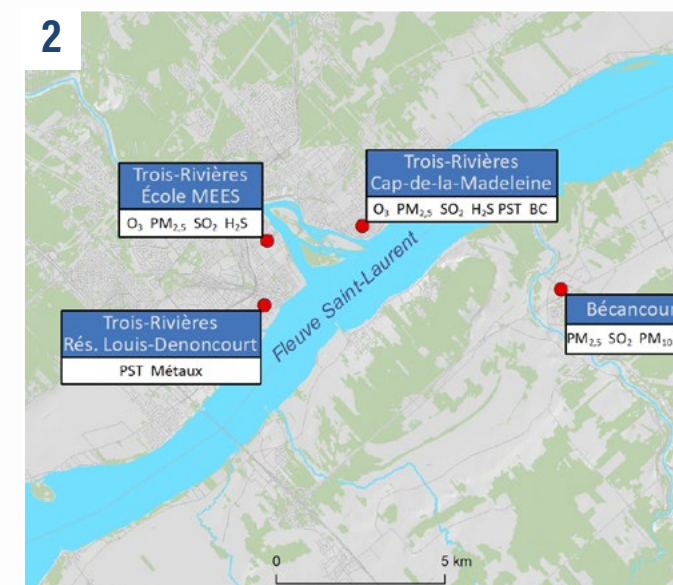 2
Trois-Rivières
École MEES
O₃ PM₂,₅ SO₂ H₂S
Trois-Rivières
Cap-de-la-Madeleine
O₃ PM₂,₅ SO₂ H₂S PST BC
Trois-Rivières
Rés. Louis-Denoncourt
PST Métaux
Fleuve Saint-Laurent
Bécancour
PM₂,₅ SO₂ PM₁₀
0 5 km